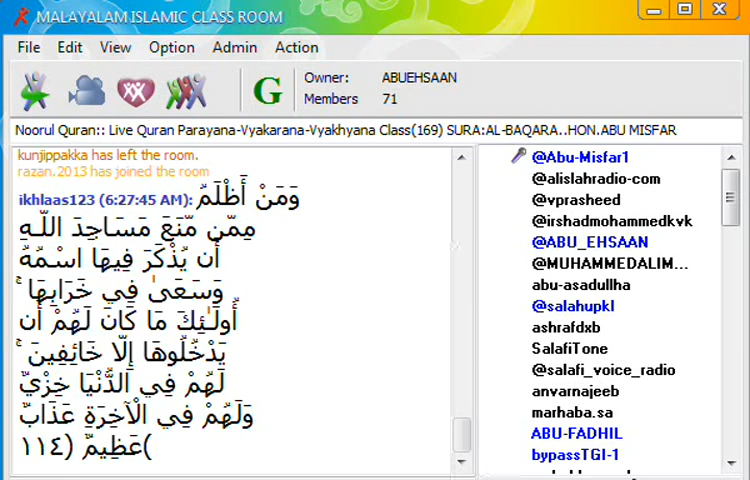 MALAYALAM ISLAMIC CLASS ROOM
File Edit View Option Admin Action
G Owner: ABUEHSAAN
Members 71
Noorul Quran:: Live Quran Parayana-Vyakarana-Vyakhyana Class(169) SURA:AL-BAQARA..HON.ABU MISFAR
kunjippakka has left the room.
razan.2013 has joined the room
ikhlaas123 (6:27:45 AM): وَمَنْ أَظْلَمُ
مِمَّن مَّنَعَ مَسَاجِدَ اللَّـهِ
أَن يُذْكَرَ فِيهَا اسْمُهُ
وَسَعَىٰ فِي خَرَابِهَا ۚ
أُولَـٰئِكَ مَا كَانَ لَهُمْ أَن
يَدْخُلُوهَا إِلَّا خَائِفِينَ ۚ
لَهُمْ فِي الدُّنْيَا خِزْيٌ
وَلَهُمْ فِي الْآخِرَةِ عَذَابٌ
عَظِيمٌ (١١٤)
@Abu-Misfar1
@alislahradio-com
@vprasheed
@irshadmohammedkvk
@ABU_EHSAAN
@MUHAMMEDALIM...
abu-asadullha
@salahupkl
ashrafdxb
SalafiTone
@salafi_voice_radio
anvarnajeeb
marhaba.sa
ABU-FADHIL
bypassTGI-1